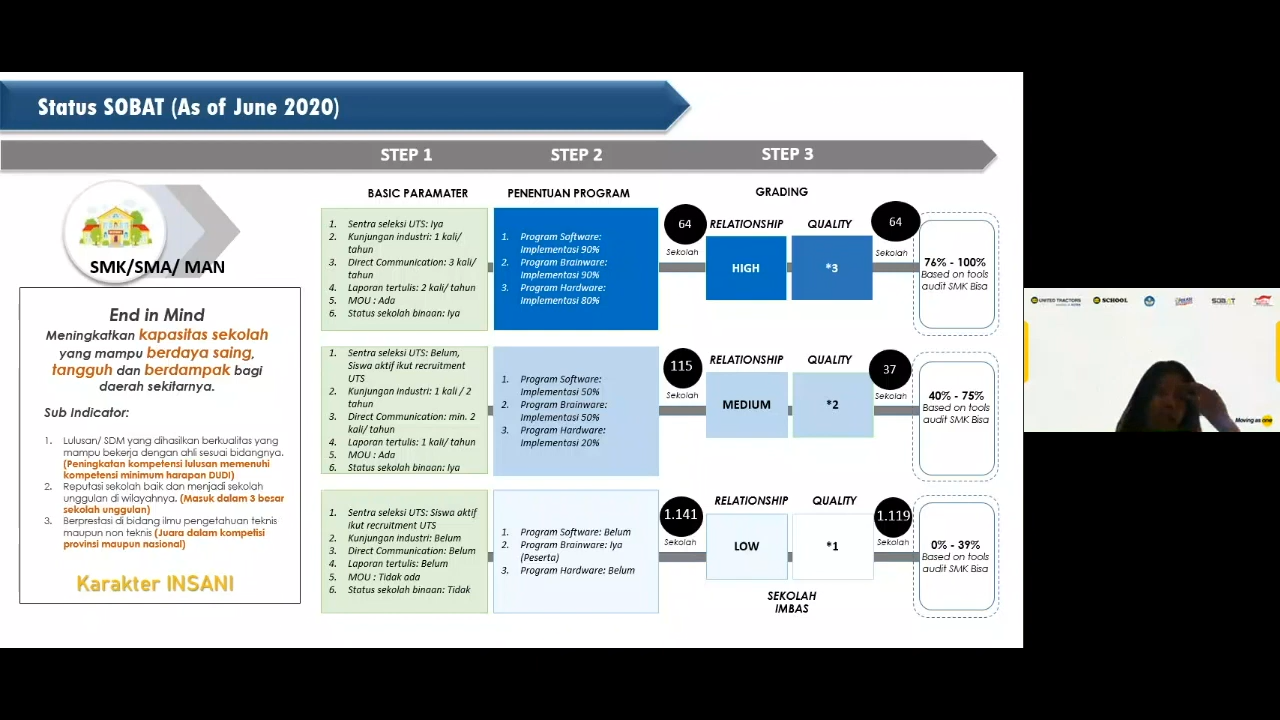 Status SOBAT (As of June 2020)
STEP 1
STEP 2
STEP 3
SMK/SMA/ MAN
End in Mind
Meningkatkan kapasitas sekolah
yang mampu berdaya saing,
tangguh dan berdampak bagi
daerah sekitarnya.
Sub Indicator:
1. Lulusan/ SDM yang dihasilkan berkualitas yang
mampu bekerja dengan ahli sesuai bidangnya.
(Peningkatan kompetensi lulusan memenuhi
kompetensi minimum harapan DUDI)
2. Reputasi sekolah baik dan menjadi sekolah
unggulan di wilayahnya. (Masuk dalam 3 besar
sekolah unggulan)
3. Berprestasi di bidang ilmu pengetahuan teknis
maupun non teknis (Juara dalam kompetisi
provinsi maupun nasional)
Karakter INSANI
BASIC PARAMATER
1. Sentra seleksi UTS: Iya
2. Kunjungan industri: 1 kali/
tahun
3. Direct Communication: 3 kali/
tahun
4. Laporan tertulis: 2 kali/ tahun
5. MOU : Ada
6. Status sekolah binaan: Iya
1. Sentra seleksi UTS: Belum,
Siswa aktif ikut recruitment
UTS
2. Kunjungan industri: 1 kali / 2
tahun
3. Direct Communication: min. 2
kali/ tahun
4. Laporan tertulis: 1 kali/ tahun
5. MOU : Ada
6. Status sekolah binaan: Iya
1. Sentra seleksi UTS: Siswa aktif
ikut recruitment UTS
2. Kunjungan industri: Belum
3. Direct Communication: Belum
4. Laporan tertulis: Belum
5. MOU : Tidak ada
6. Status sekolah binaan: Tidak
PENENTUAN PROGRAM
1. Program Software:
Implementasi 90%
2. Program Brainware:
Implementasi 90%
3. Program Hardware:
Implementasi 80%
1. Program Software:
Implementasi 50%
2. Program Brainware:
Implementasi 50%
3. Program Hardware:
Implementasi 20%
1. Program Software: Belum
2. Program Brainware: Iya
(Peserta)
3. Program Hardware: Belum
GRADING
64
Sekolah
RELATIONSHIP
HIGH
QUALITY
*3
64
Sekolah
76% - 100%
Based on tools
audit SMK Bisa
115
Sekolah
RELATIONSHIP
MEDIUM
QUALITY
*2
37
Sekolah
40% - 75%
Based on tools
audit SMK Bisa
1.141
Sekolah
RELATIONSHIP
LOW
QUALITY
*1
1.119
Sekolah
0% - 39%
Based on tools
audit SMK Bisa
SEKOLAH
IMBAS
UNITED TRACTORS
SCHOOL
SOBAT
Moving as one